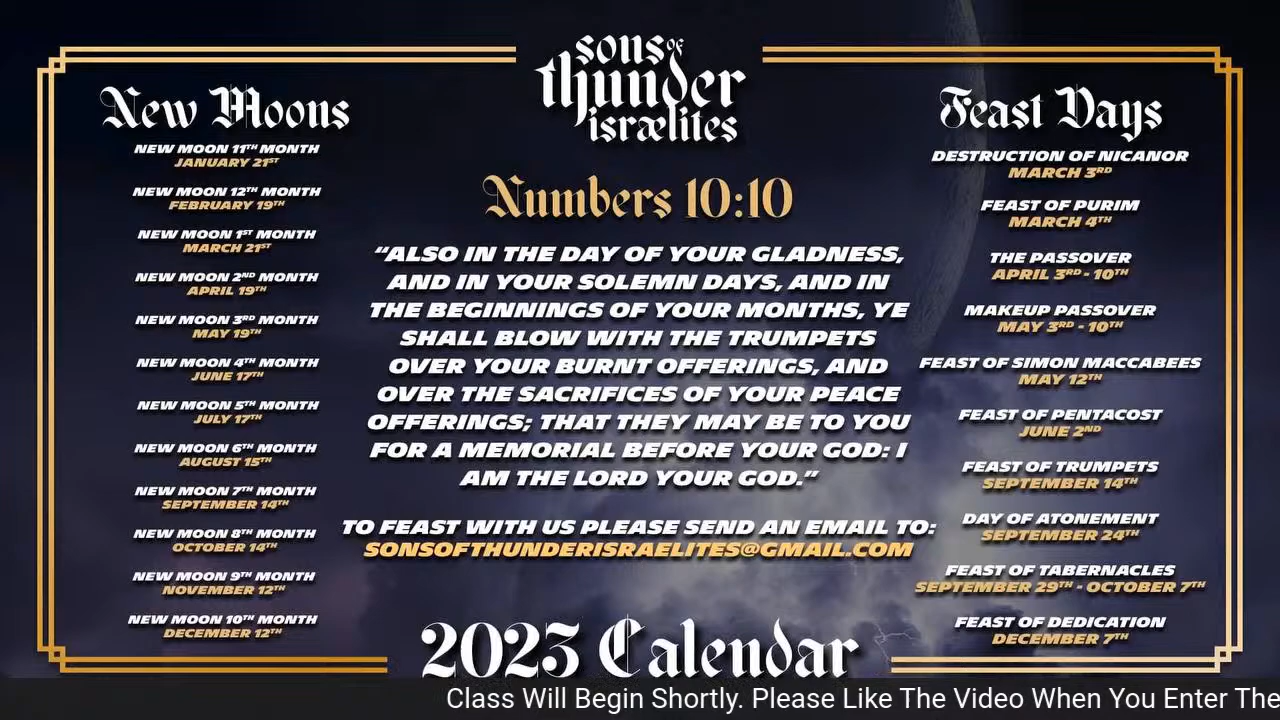 sons of
thunder
israelites
New Moons
NEW MOON 11TH MONTH
JANUARY 21ST
NEW MOON 12TH MONTH
FEBRUARY 19TH
NEW MOON 1ST MONTH
MARCH 21ST
NEW MOON 2ND MONTH
APRIL 19TH
NEW MOON 3RD MONTH
MAY 19TH
NEW MOON 4TH MONTH
JUNE 17TH
NEW MOON 5TH MONTH
JULY 17TH
NEW MOON 6TH MONTH
AUGUST 15TH
NEW MOON 7TH MONTH
SEPTEMBER 14TH
NEW MOON 8TH MONTH
OCTOBER 14TH
NEW MOON 9TH MONTH
NOVEMBER 12TH
NEW MOON 10TH MONTH
DECEMBER 12TH
Numbers 10:10
“ALSO IN THE DAY OF YOUR GLADNESS,
AND IN YOUR SOLEMN DAYS, AND IN
THE BEGINNINGS OF YOUR MONTHS, YE
SHALL BLOW WITH THE TRUMPETS
OVER YOUR BURNT OFFERINGS, AND
OVER THE SACRIFICES OF YOUR PEACE
OFFERINGS; THAT THEY MAY BE TO YOU
FOR A MEMORIAL BEFORE YOUR GOD: I
AM THE LORD YOUR GOD.”
TO FEAST WITH US PLEASE SEND AN EMAIL TO:
SONSOFTHUNDERISRAELITES@GMAIL.COM
Feast Days
DESTRUCTION OF NICANOR
MARCH 3RD
FEAST OF PURIM
MARCH 4TH
THE PASSOVER
APRIL 3RD - 10TH
MAKEUP PASSOVER
MAY 3RD - 10TH
FEAST OF SIMON MACCABEES
MAY 12TH
FEAST OF PENTACOST
JUNE 2ND
FEAST OF TRUMPETS
SEPTEMBER 14TH
DAY OF ATONEMENT
SEPTEMBER 24TH
FEAST OF TABERNACLES
SEPTEMBER 29TH - OCTOBER 7TH
FEAST OF DEDICATION
DECEMBER 7TH
2023 Calendar
Class Will Begin Shortly. Please Like The Video When You Enter The